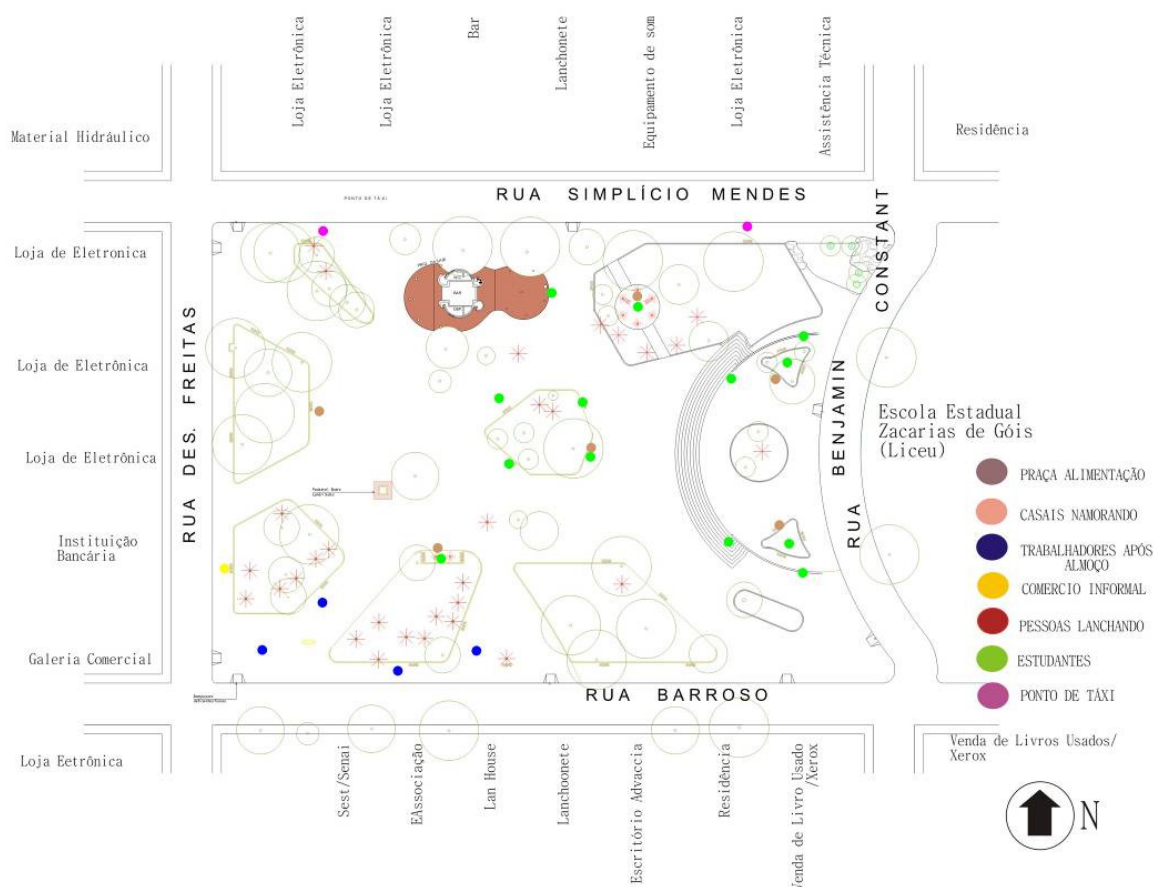 Loja Eletrônica
Loja Eletrônica
Bar
Lanchonete
Equipamento de som
Loja Eletrônica
Assistência Técnica
Material Hidráulico
Residência
RUA SIMPLÍCIO MENDES
PONTO DE TÁXI
Loja de Eletronica
Loja de Eletrônica
Loja de Eletrônica
Instituição
Bancária
Galeria Comercial
Loja Eetrônica
RUA DES. FREITAS
BAR
RUA BENJAMIN CONSTANT
Escola Estadual
Zacarias de Góis
(Liceu)
PRAÇA ALIMENTAÇÃO
CASAIS NAMORANDO
TRABALHADORES APÓS
ALMOÇO
COMERCIO INFORMAL
PESSOAS LANCHANDO
ESTUDANTES
PONTO DE TÁXI
RUA BARROSO
Sest/Senai
EAssociação
Lan House
Lanchoonete
Escritório Advaccia
Residência
Venda de Livro Usado
/Xerox
Venda de Livros Usados/
Xerox
N